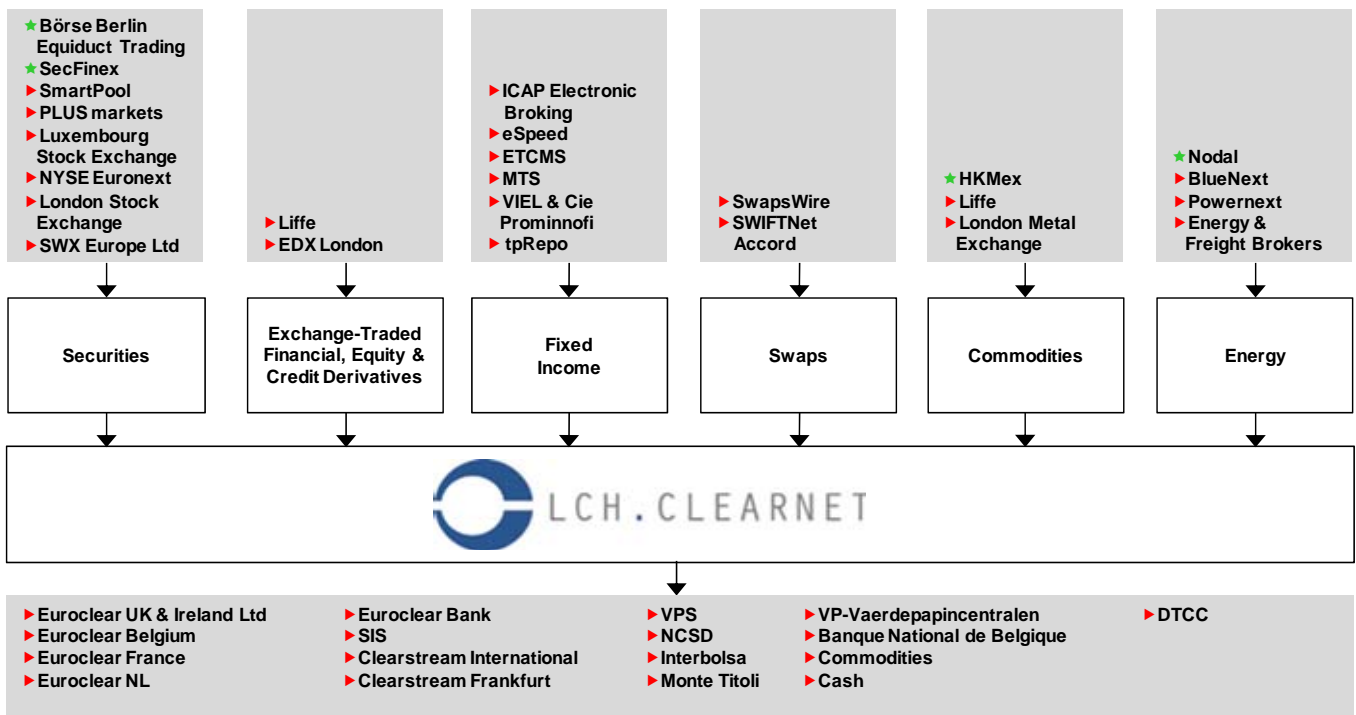 Börse Berlin
Equiduct Trading
SecFinex
SmartPool
PLUS markets
Luxembourg
Stock Exchange
NYSE Euronext
London Stock
Exchange
SWX Europe Ltd
Liffe
EDX London
ICAP Electronic
Broking
eSpeed
ETCMS
MTS
VIEL & Cie
Prominnofi
tpRepo
SwapsWire
SWIFTNet
Accord
HKMex
Liffe
London Metal
Exchange
Nodal
BlueNext
Powernext
Energy &
Freight Brokers
Securities
Exchange-Traded
Financial, Equity &
Credit Derivatives
Fixed
Income
Swaps
Commodities
Energy
LCH.CLEARNET
Euroclear UK & Ireland Ltd
Euroclear Belgium
Euroclear France
Euroclear NL
Euroclear Bank
SIS
Clearstream International
Clearstream Frankfurt
VPS
NCSD
Interbolsa
Monte Titoli
VP-Vaerdepapincentralen
Banque National de Belgique
Commodities
Cash
DTCC